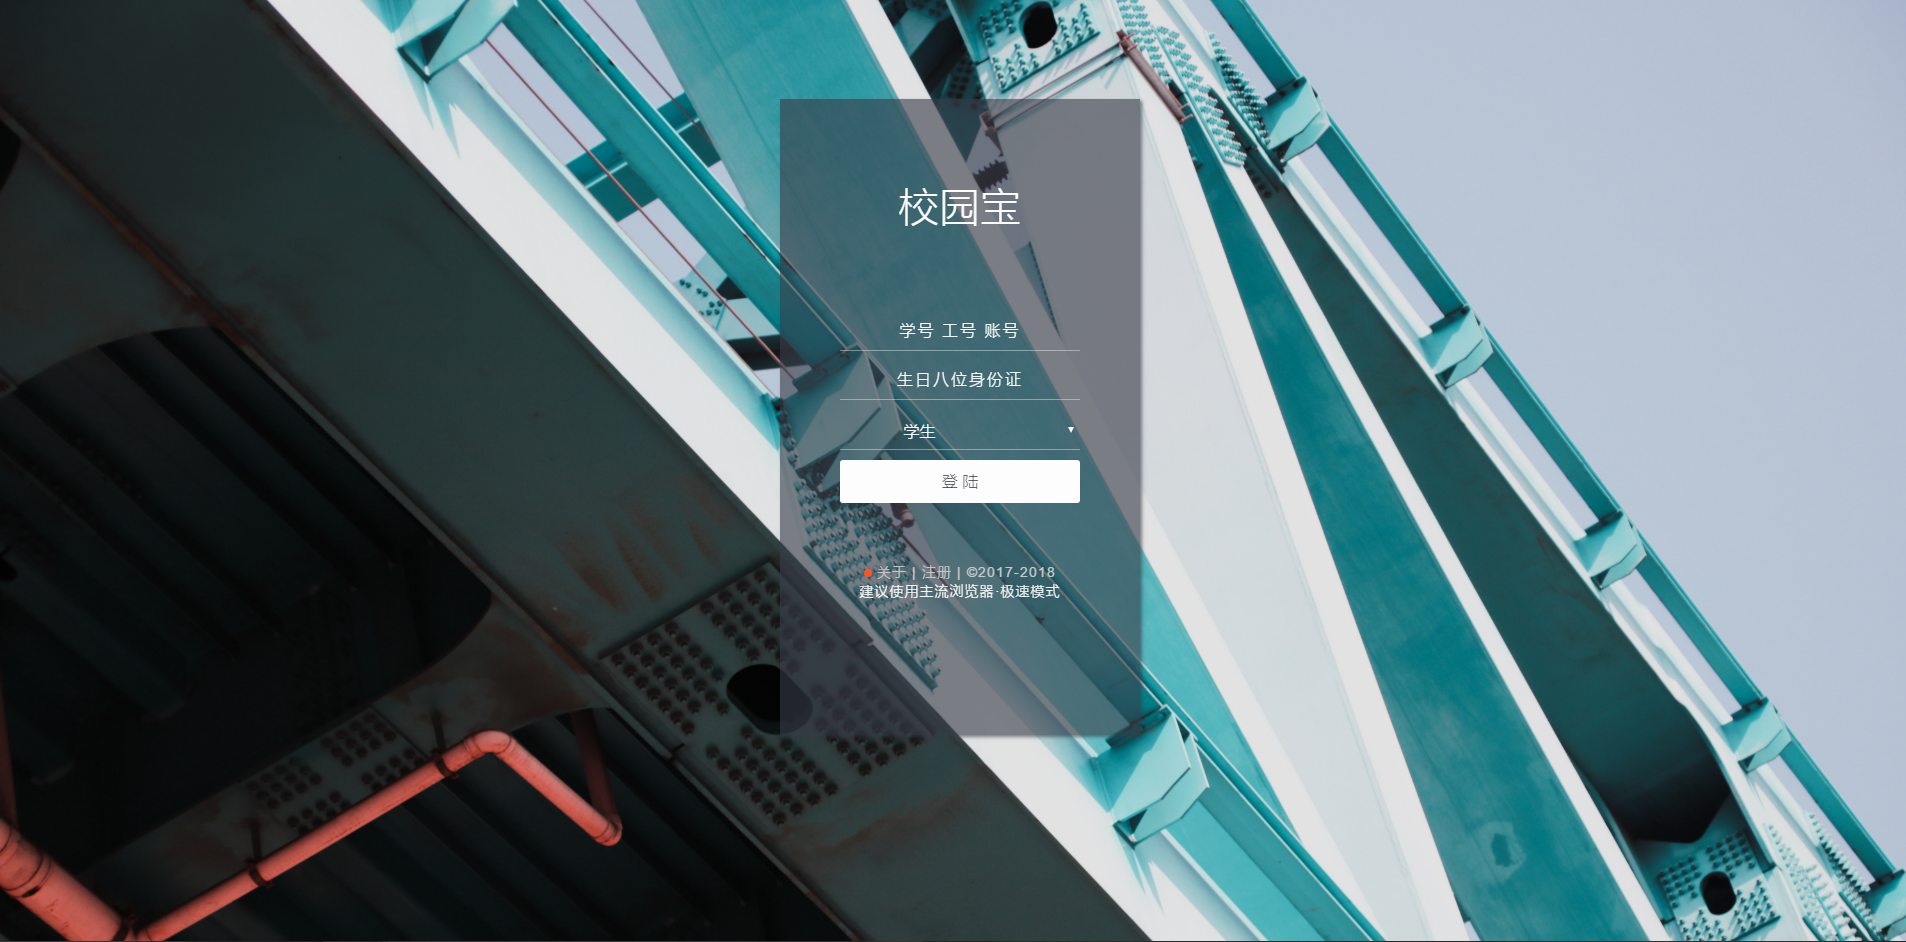 校园宝
学号 工号 账号
生日八位身份证
学生
登 陆
关于 | 注册 | ©2017-2018
建议使用主流浏览器·极速模式